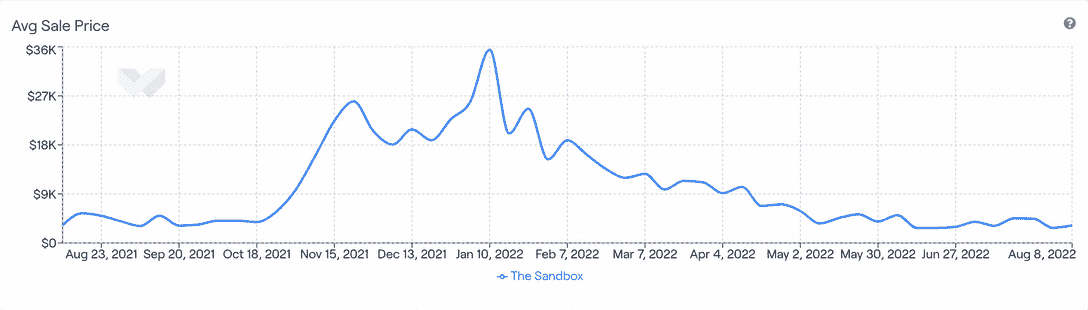 Avg Sale Price
?
$36K
$27K
$18K
$9K
$0
Aug 23, 2021 Sep 20, 2021 Oct 18, 2021 Nov 15, 2021 Dec 13, 2021 Jan 10, 2022 Feb 7, 2022 Mar 7, 2022 Apr 4, 2022 May 2, 2022 May 30, 2022 Jun 27, 2022 Aug 8, 2022
The Sandbox